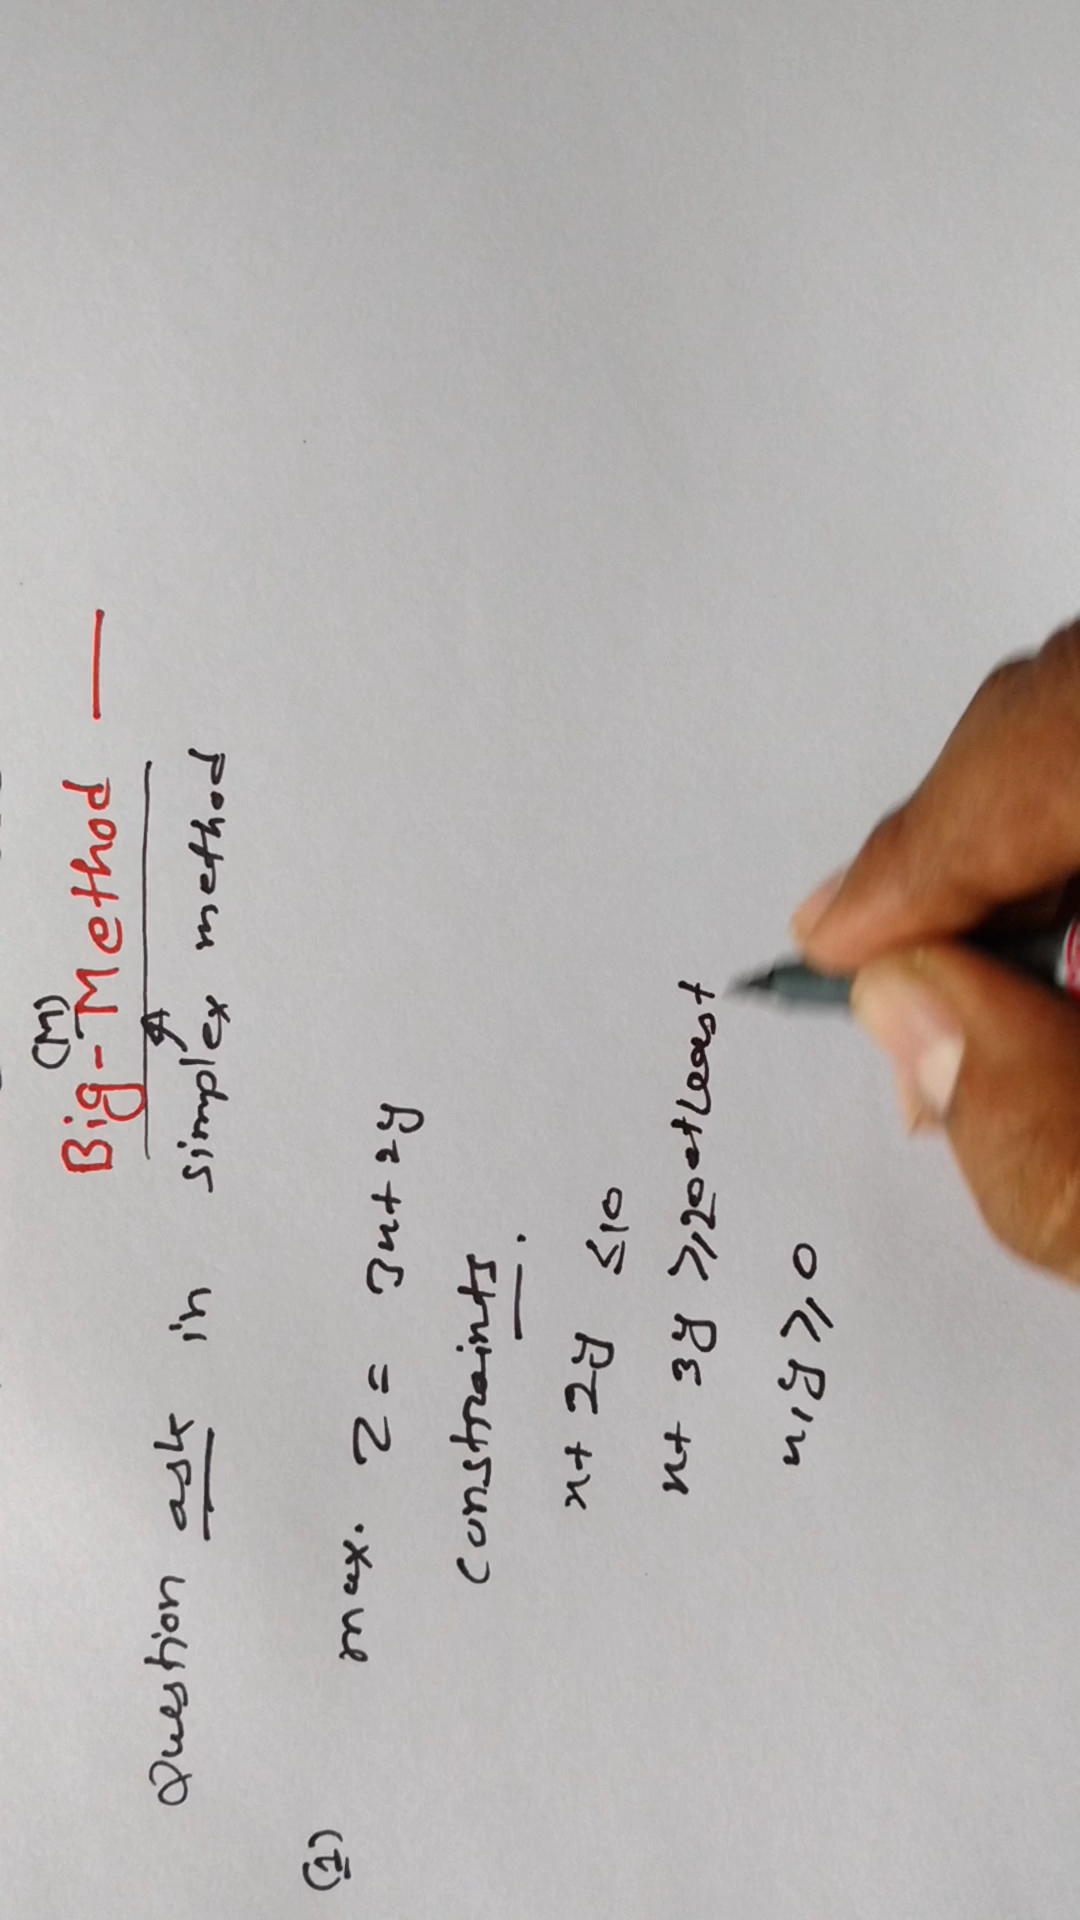 (M)
Big-Method —
Question ask in simplex method
(1) max. Z = 3x+2y
Constraints.
x+ 2y ≤10
x+ 3y ≥20 atleast
x,y ≥0